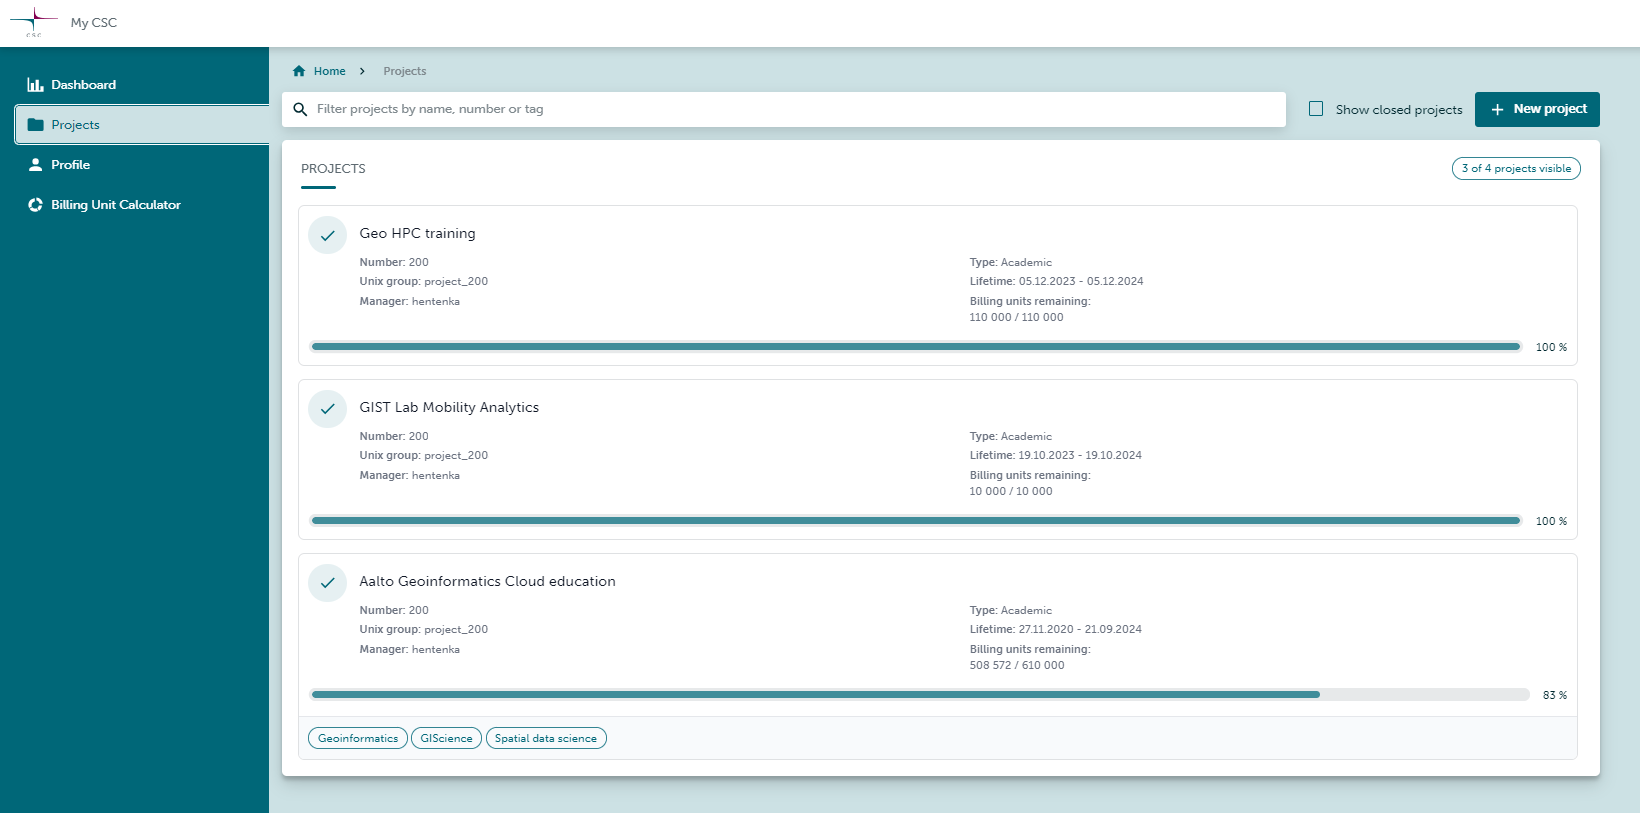 CSC
My CSC
Dashboard
Projects
Profile
Billing Unit Calculator
Home > Projects
Filter projects by name, number or tag
Show closed projects
+ New project
PROJECTS
3 of 4 projects visible
Geo HPC training
Number: 200
Type: Academic
Unix group: project_200
Lifetime: 05.12.2023 - 05.12.2024
Manager: hentenka
Billing units remaining:
110 000 / 110 000
100 %
GIST Lab Mobility Analytics
Number: 200
Type: Academic
Unix group: project_200
Lifetime: 19.10.2023 - 19.10.2024
Manager: hentenka
Billing units remaining:
10 000 / 10 000
100 %
Aalto Geoinformatics Cloud education
Number: 200
Type: Academic
Unix group: project_200
Lifetime: 27.11.2020 - 21.09.2024
Manager: hentenka
Billing units remaining:
508 572 / 610 000
83 %
Geoinformatics
GIScience
Spatial data science